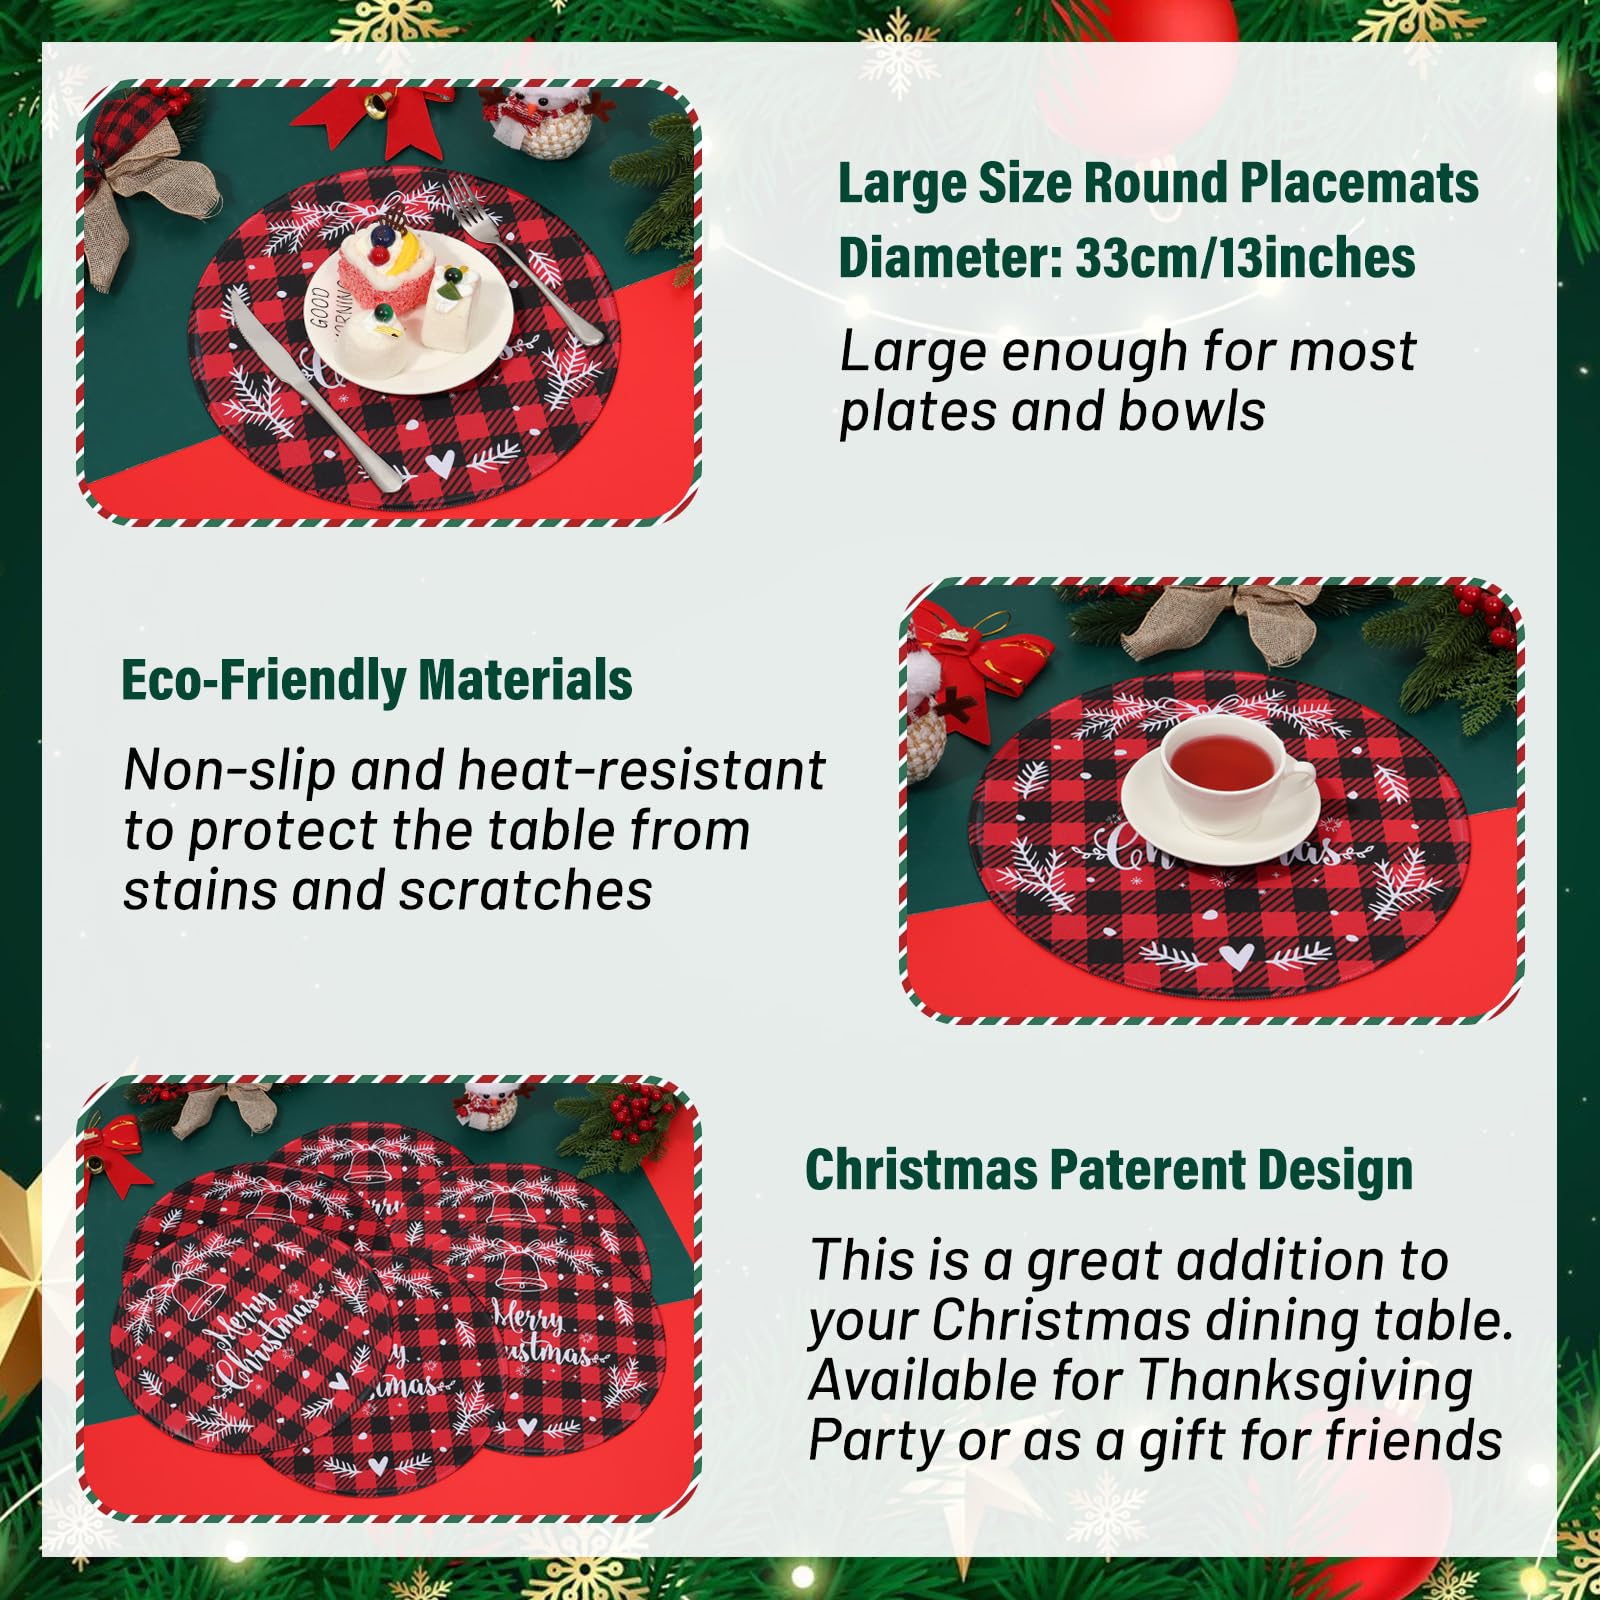 Large Size Round Placemats
Diameter: 33cm/13inches
Large enough for most
plates and bowls
GOOD
MORNING
Eco-Friendly Materials
Non-slip and heat-resistant
to protect the table from
stains and scratches
Christmas Paterent Design
This is a great addition to
your Christmas dining table.
Available for Thanksgiving
Party or as a gift for friends
Merry
Christmas
Merry